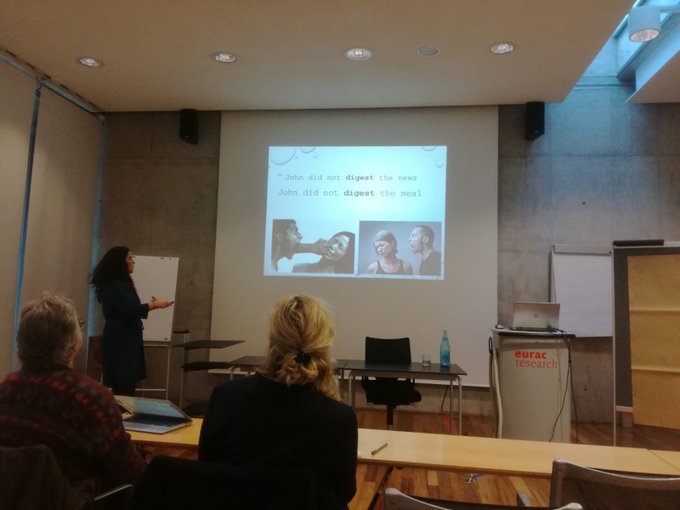 John did not digest the news
John did not digest the meal
eurac
research